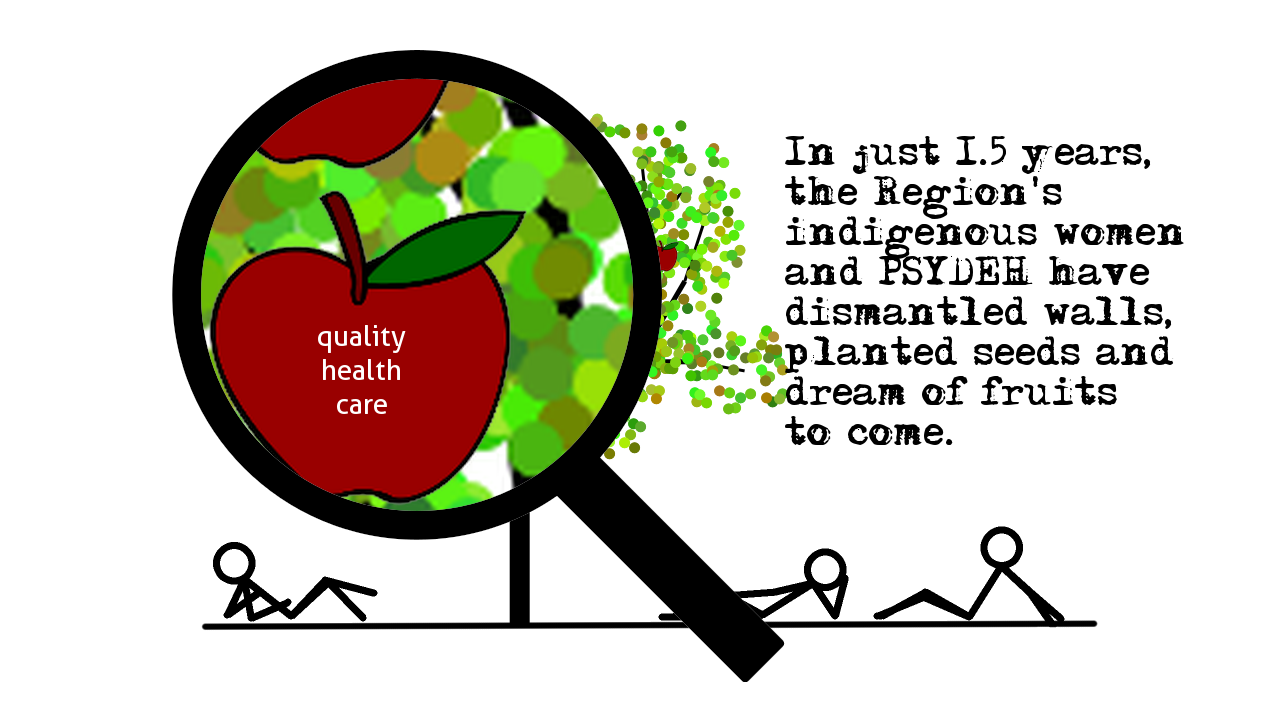 quality
health
care
In just 1.5 years,
the Region's
indigenous women
and PSYDEH have
dismantled walls,
planted seeds and
dream of fruits
to come.